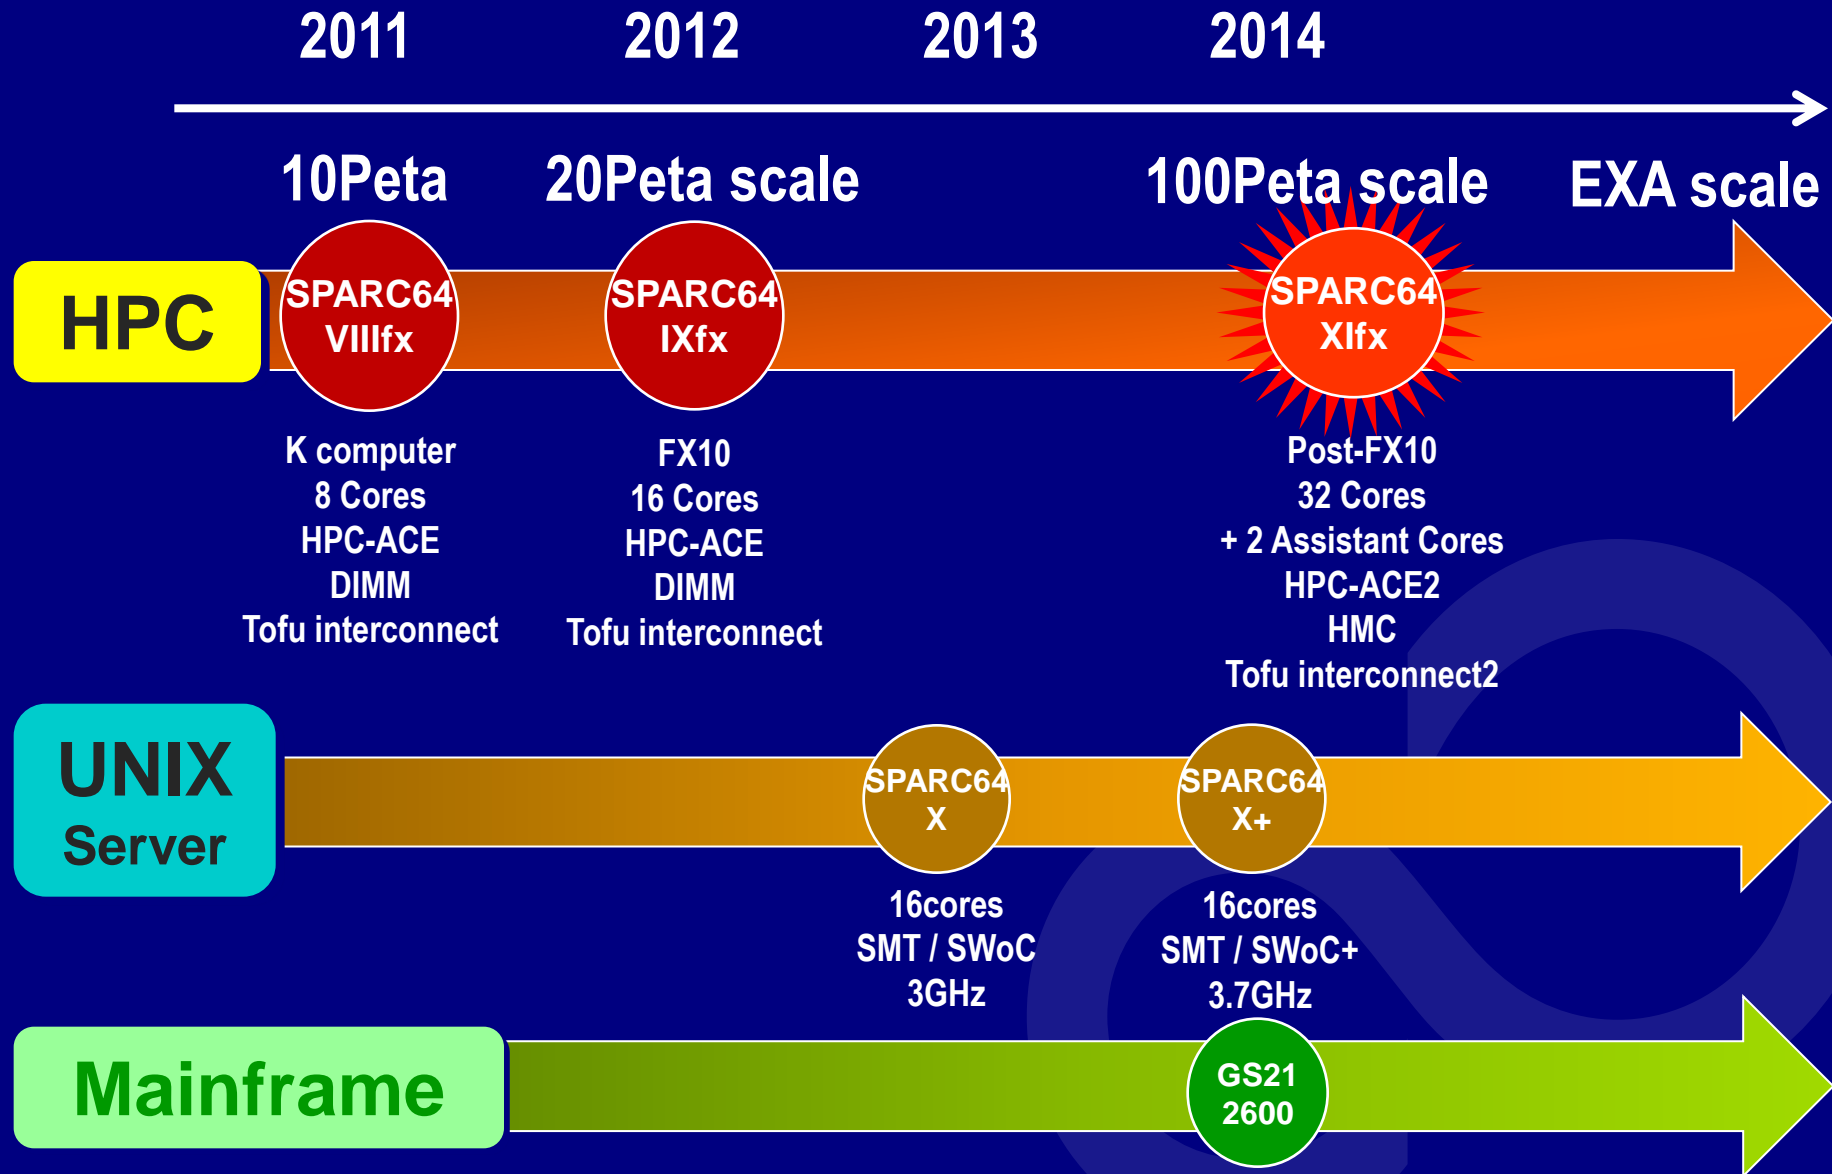 2011 2012 2013 2014
10Peta 20Peta scale 100Peta scale EXA scale
HPC
SPARC64
VIIIfx
SPARC64
IXfx
SPARC64
XIfx
K computer
8 Cores
HPC-ACE
DIMM
Tofu interconnect
FX10
16 Cores
HPC-ACE
DIMM
Tofu interconnect
Post-FX10
32 Cores
+ 2 Assistant Cores
HPC-ACE2
HMC
Tofu interconnect2
UNIX
Server
SPARC64
X
SPARC64
X+
16cores
SMT / SWoC
3GHz
16cores
SMT / SWoC+
3.7GHz
Mainframe
GS21
2600